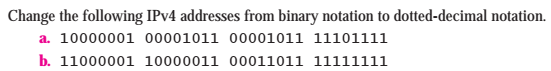 Change the following IPv4 addresses from binary notation to dotted-decimal notation.
a. 10000001 00001011 00001011 11101111
b. 11000001 10000011 00011011 11111111